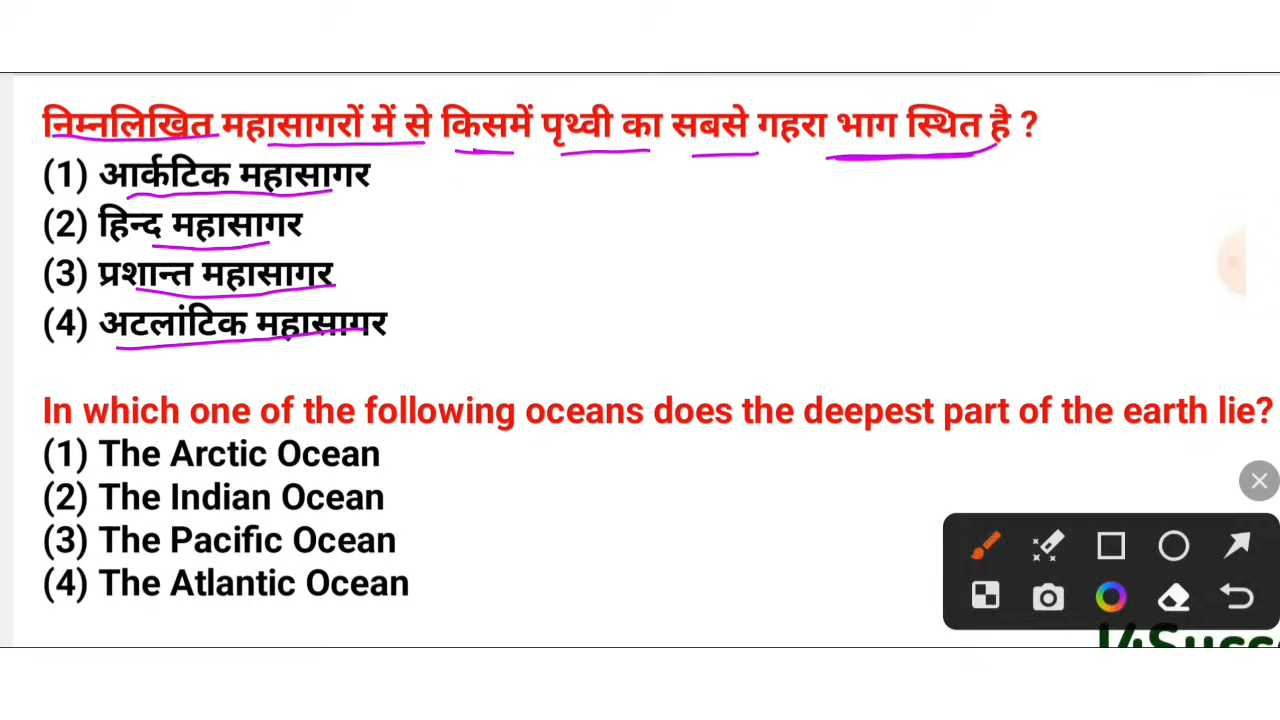 निम्नलिखित महासागरों में से किसमें पृथ्वी का सबसे गहरा भाग स्थित है ?
(1) आर्कटिक महासागर
(2) हिन्द महासागर
(3) प्रशान्त महासागर
(4) अटलांटिक महासागर
In which one of the following oceans does the deepest part of the earth lie?
(1) The Arctic Ocean
(2) The Indian Ocean
(3) The Pacific Ocean
(4) The Atlantic Ocean